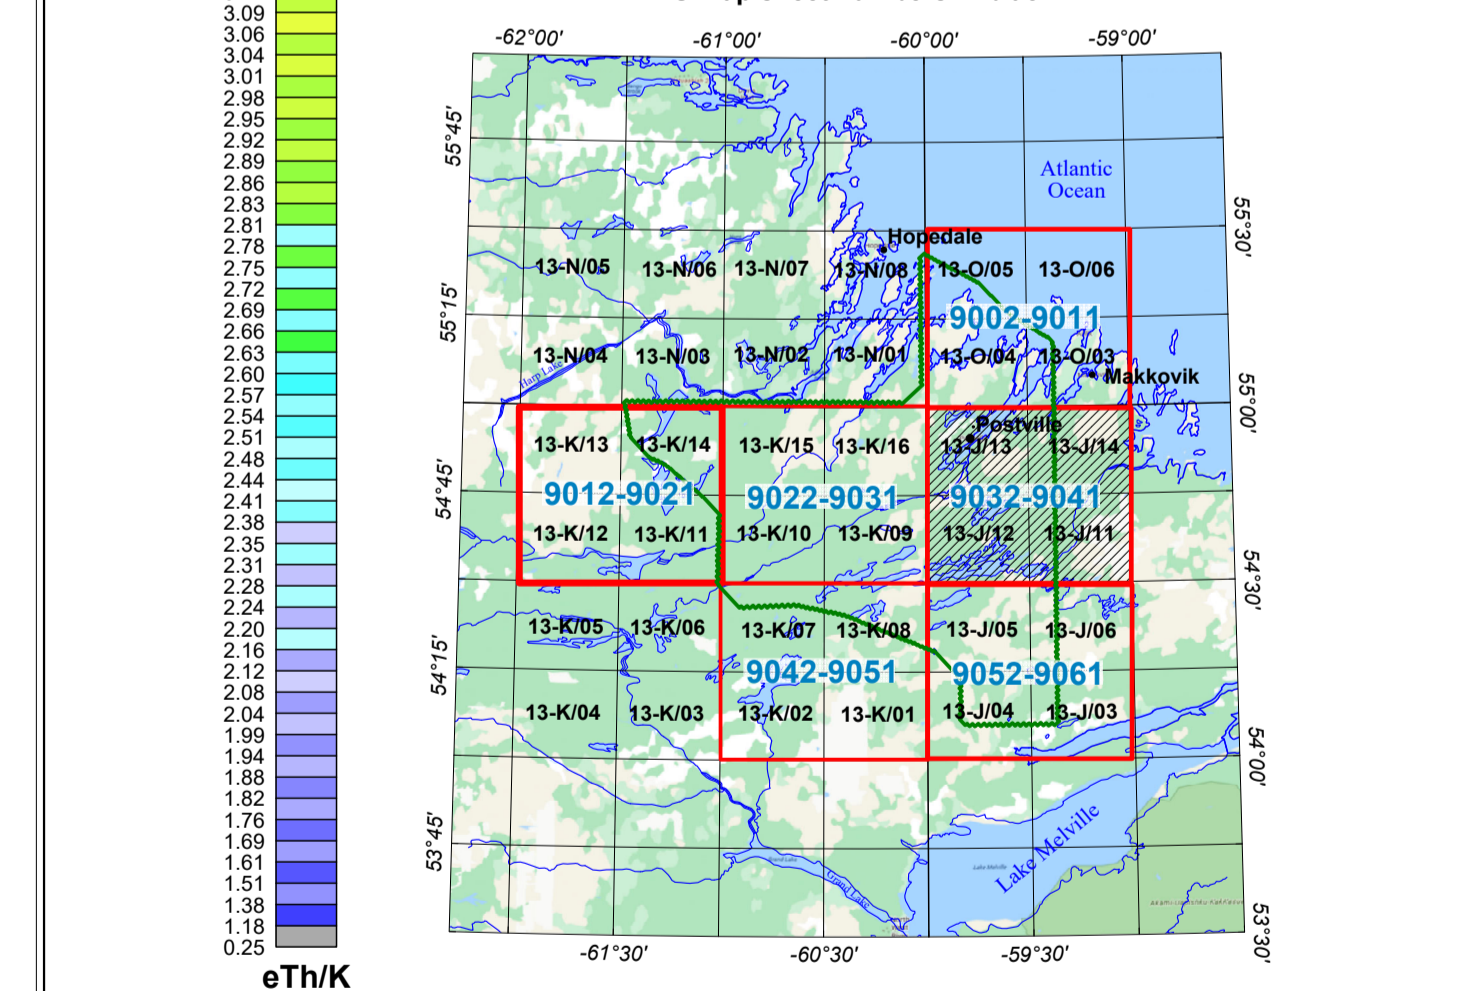 3.09
3.06
3.04
3.01
2.98
2.95
2.92
2.89
2.86
2.83
2.81
2.78
2.75
2.72
2.69
2.66
2.63
2.60
2.57
2.54
2.51
2.48
2.44
2.41
2.38
2.35
2.31
2.28
2.24
2.20
2.16
2.12
2.08
2.04
1.99
1.94
1.88
1.82
1.76
1.69
1.61
1.51
1.38
1.18
0.25
eTh/K
-62°00'
-61°00'
-60°00'
-59°00'
55°45'
55°15'
54°45'
54°15'
53°45'
55°30'
55°00'
54°30'
54°00'
53°30'
Atlantic
Ocean
Hopedale
13-N/05
13-N/06
13-N/07
13-N/08
13-O/05
13-O/06
9002-9011
13-N/04
13-N/03
13-N/02
13-N/01
13-O/04
13-O/03
Harp Lake
Makkovik
Postville
13-K/13
13-K/14
13-K/15
13-K/16
13-J/13
13-J/14
9012-9021
9022-9031
9032-9041
13-K/12
13-K/11
13-K/10
13-K/09
13-J/12
13-J/11
13-K/05
13-K/06
13-K/07
13-K/08
13-J/05
13-J/06
9042-9051
9052-9061
13-K/04
13-K/03
13-K/02
13-K/01
13-J/04
13-J/03
Lake Melville
Grand Lake
Lake Melville
Grand Lake
-61°30'
-60°30'
-59°30'